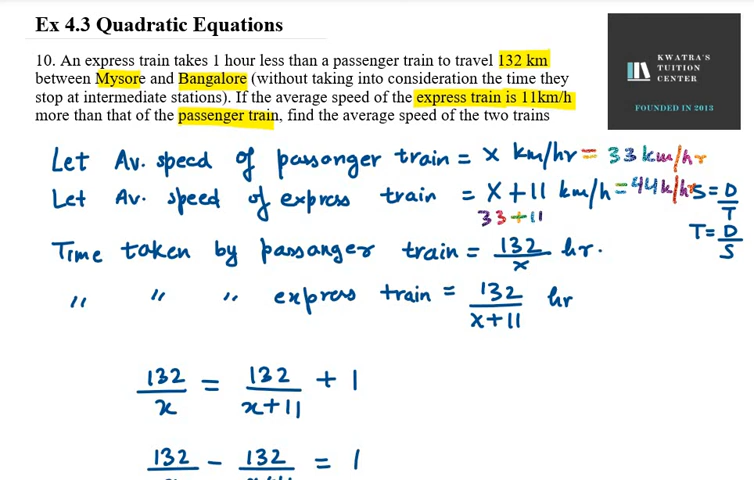 Ex 4.3 Quadratic Equations
10. An express train takes 1 hour less than a passenger train to travel 132 km
between Mysore and Bangalore (without taking into consideration the time they
stop at intermediate stations). If the average speed of the express train is 11km/h
more than that of the passenger train, find the average speed of the two trains
KWATRA'S
TUITION
CENTER
FOUNDED IN 2013
Let Av. speed of passenger train = x km/hr = 33 km/hr
Let Av. speed of express train = x+11 km/h = 44 k/hr
33+11
S = D/T
T = D/S
Time taken by passanger train = 132/x hr.
" " " express train = 132/x+11 hr
132/x = 132/x+11 + 1
132 - 132 = 1